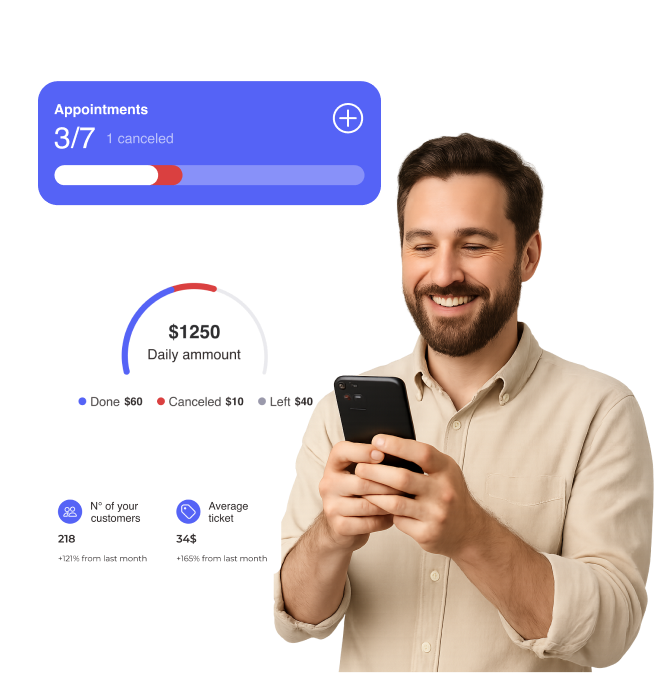 Appointments
3/7 1 canceled
$1250
Daily ammount
Done $60 Canceled $10 Left $40
N° of your
customers
218
+121% from last month
Average
ticket
34$
+165% from last month